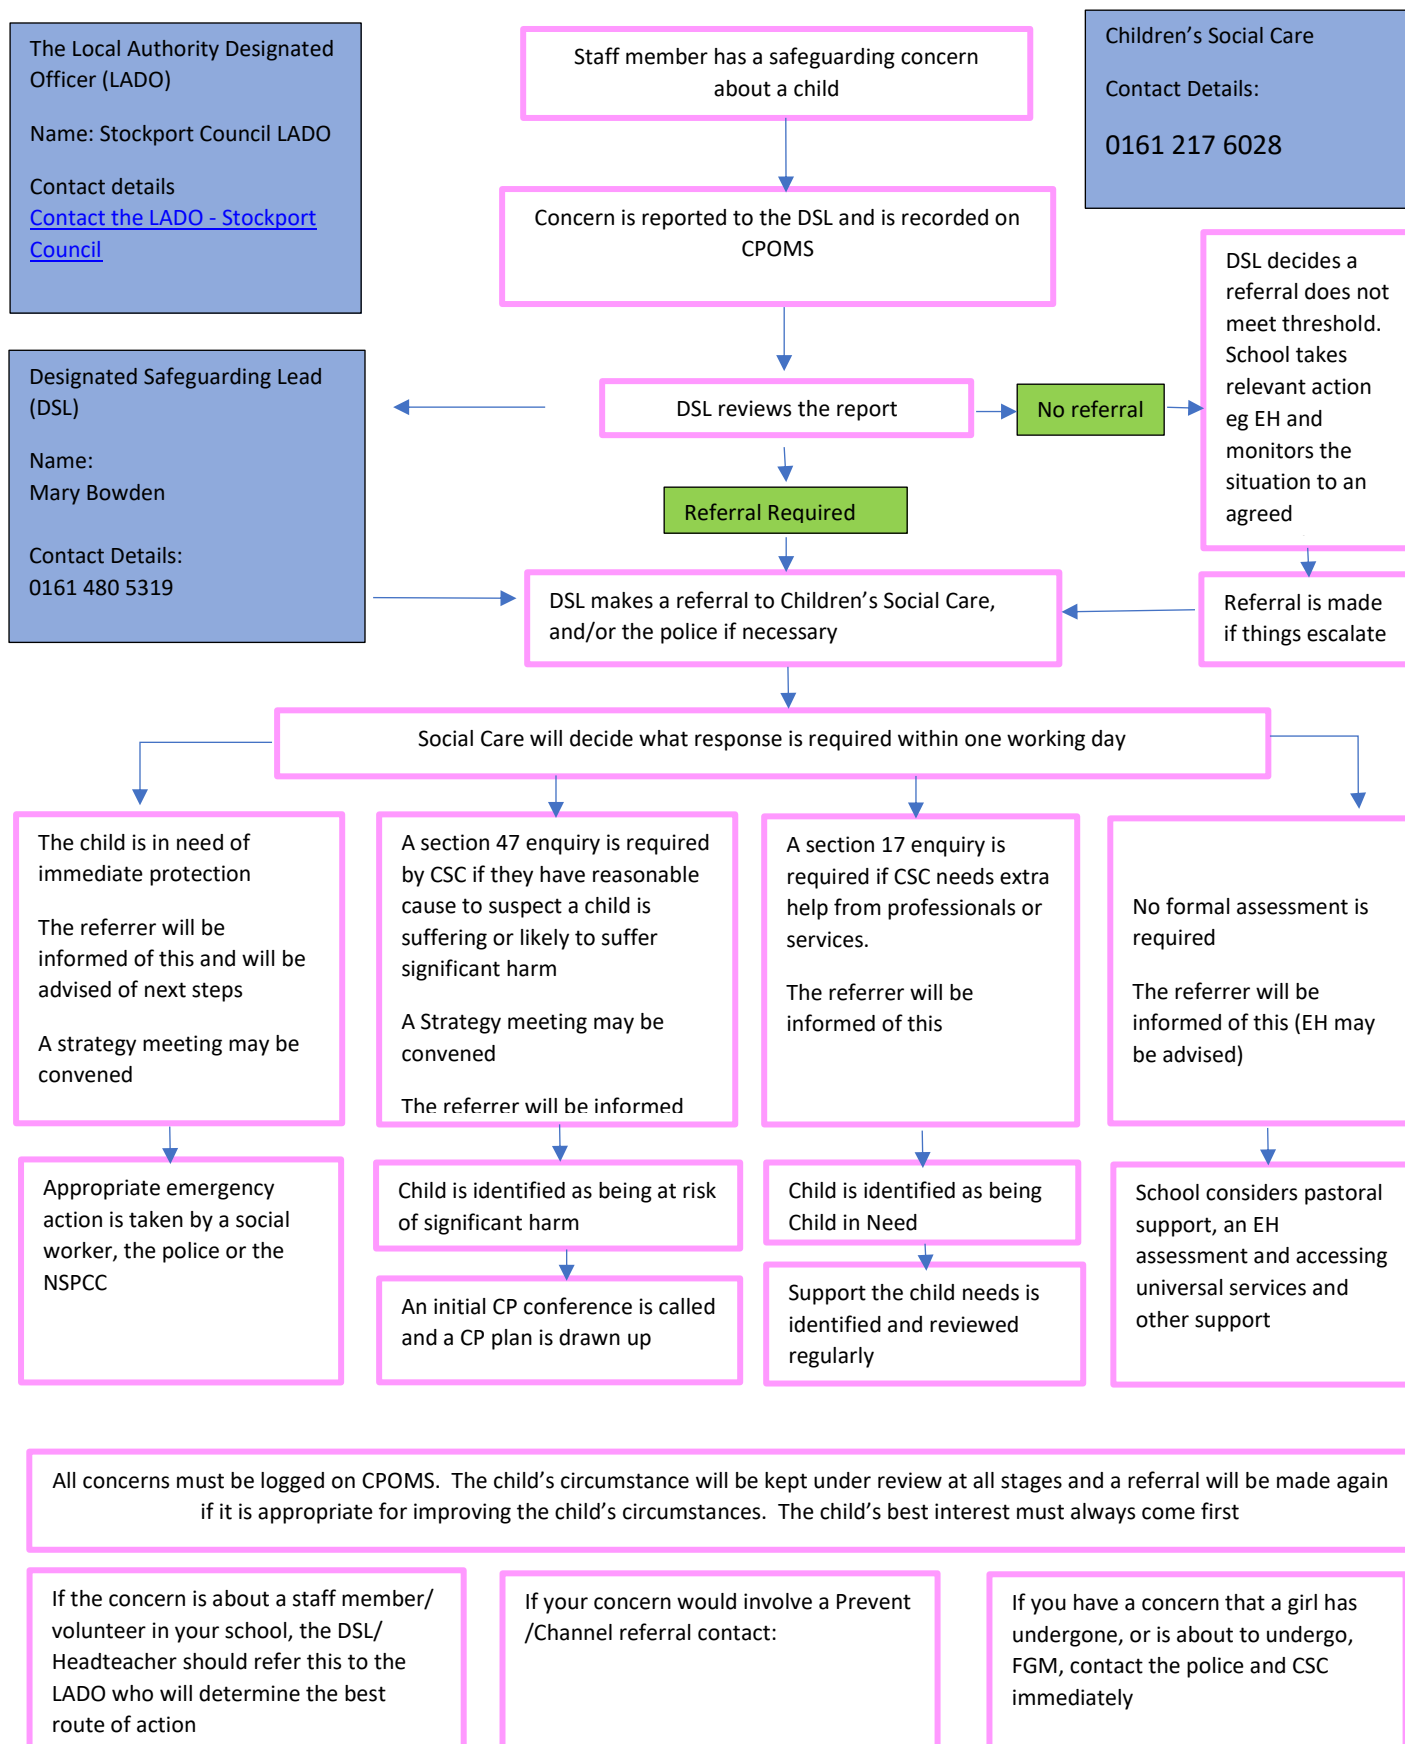 The Local Authority Designated
Officer (LADO)
Name: Stockport Council LADO
Contact details
Contact the LADO - Stockport
Council
Staff member has a safeguarding concern
about a child
Children’s Social Care
Contact Details:
0161 217 6028
Concern is reported to the DSL and is recorded on
CPOMS
DSL decides a
referral does not
meet threshold.
School takes
relevant action
eg EH and
monitors the
situation to an
agreed
Designated Safeguarding Lead
(DSL)
Name:
Mary Bowden
Contact Details:
0161 480 5319
DSL reviews the report
No referral
Referral Required
DSL makes a referral to Children’s Social Care,
and/or the police if necessary
Referral is made
if things escalate
Social Care will decide what response is required within one working day
The child is in need of
immediate protection
The referrer will be
informed of this and will be
advised of next steps
A strategy meeting may be
convened
A section 47 enquiry is required
by CSC if they have reasonable
cause to suspect a child is
suffering or likely to suffer
significant harm
A Strategy meeting may be
convened
The referrer will be informed
A section 17 enquiry is
required if CSC needs extra
help from professionals or
services.
The referrer will be
informed of this
No formal assessment is
required
The referrer will be
informed of this (EH may
be advised)
Appropriate emergency
action is taken by a social
worker, the police or the
NSPCC
Child is identified as being at risk
of significant harm
An initial CP conference is called
and a CP plan is drawn up
Child is identified as being
Child in Need
Support the child needs is
identified and reviewed
regularly
School considers pastoral
support, an EH
assessment and accessing
universal services and
other support
All concerns must be logged on CPOMS.  The child’s circumstance will be kept under review at all stages and a referral will be made again
if it is appropriate for improving the child’s circumstances.  The child’s best interest must always come first
If the concern is about a staff member/
volunteer in your school, the DSL/
Headteacher should refer this to the
LADO who will determine the best
route of action
If your concern would involve a Prevent
/Channel referral contact:
If you have a concern that a girl has
undergone, or is about to undergo,
FGM, contact the police and CSC
immediately